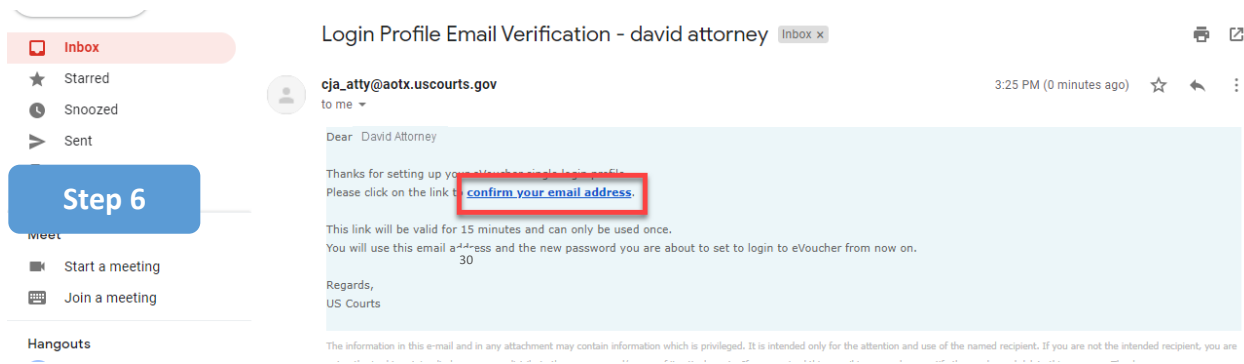 Login Profile Email Verification - david attorney Inbox x
Inbox
Starred
Snoozed
Sent
Step 6
Meet
Start a meeting
Join a meeting
Hangouts
cja_atty@aotx.uscourts.gov 3:25 PM (0 minutes ago)
to me
Dear David Attorney
Thanks for setting up your eVoucher single login profile.
Please click on the link to confirm your email address.
This link will be valid for 15 minutes and can only be used once.
You will use this email address and the new password you are about to set to login to eVoucher from now on.
30
Regards,
US Courts
The information in this e-mail and in any attachment may contain information which is privileged. It is intended only for the attention and use of the named recipient. If you are not the intended recipient, you are